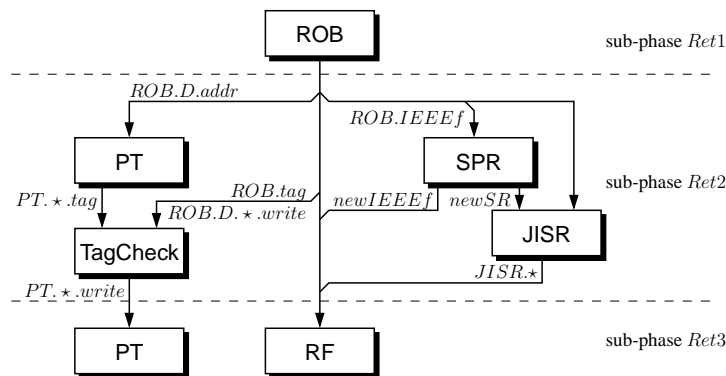 ROB
sub-phase Ret1
ROB.D.addr
ROB.IEEEf
PT
SPR
sub-phase Ret2
PT.⋆.tag
ROB.tag
newIEEEf
newSR
ROB.D.⋆.write
TagCheck
JISR
JISR.⋆
PT.⋆.write
PT
RF
sub-phase Ret3